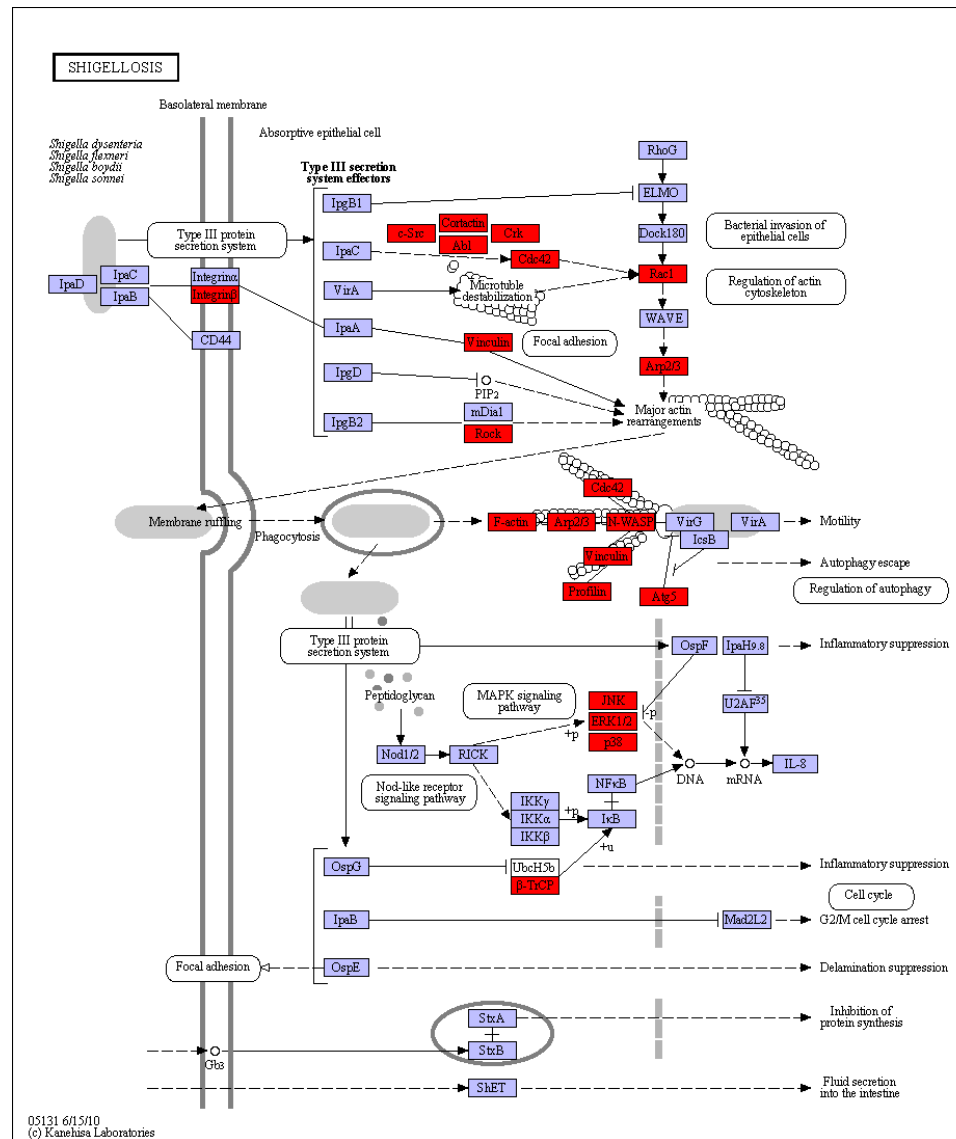 SHIGELLOSIS
Basolateral membrane
Shigella dysenteria
Shigella flexneri
Shigella boydii
Shigella sonnei
Absorptive epithelial cell
Type III secretion
system effectors
RhoG
IpgB1
ELMO
Type III protein
secretion system
c-Src
Cortactin
Crk
Abl
Dock180
Bacterial invasion of
epithelial cells
IpaC
Cdc42
IpaD
IpaC
IpaB
Integrinα
Integrinβ
Rac1
Regulation of actin
cytoskeleton
VirA
Microtuble
destabilization
WAVE
CD44
IpaA
Vinculin
Focal adhesion
Arp2/3
IpgD
PIP2
mDia1
IpgB2
Rock
Major actin
rearrangements
Cdc42
Membrane ruffling
Phagocytosis
F-actin
Arp2/3
N-WASP
VirG
VirA
Motility
IcsB
Vinculin
Autophagy escape
Profilin
Atg5
Regulation of autophagy
Type III protein
secretion system
OspF
IpaH9.8
Inflammatory suppression
Peptidoglycan
MAPK signaling
pathway
JNK
ERK1/2
p38
-p
+p
U2AF35
Nod1/2
RICK
DNA
mRNA
IL-8
Nod-like receptor
signaling pathway
NFκB
IKKγ
IKKα
IKKβ
+p
IκB
+u
OspG
UbcH5b
β-TrCP
Inflammatory suppression
Cell cycle
IpaB
Mad2L2
G2/M cell cycle arrest
Focal adhesion
OspE
Delamination suppression
StxA
Inhibition of
protein synthesis
StxB
Gb3
ShET
Fluid secretion
into the intestine
05131 6/15/10
(c) Kanehisa Laboratories